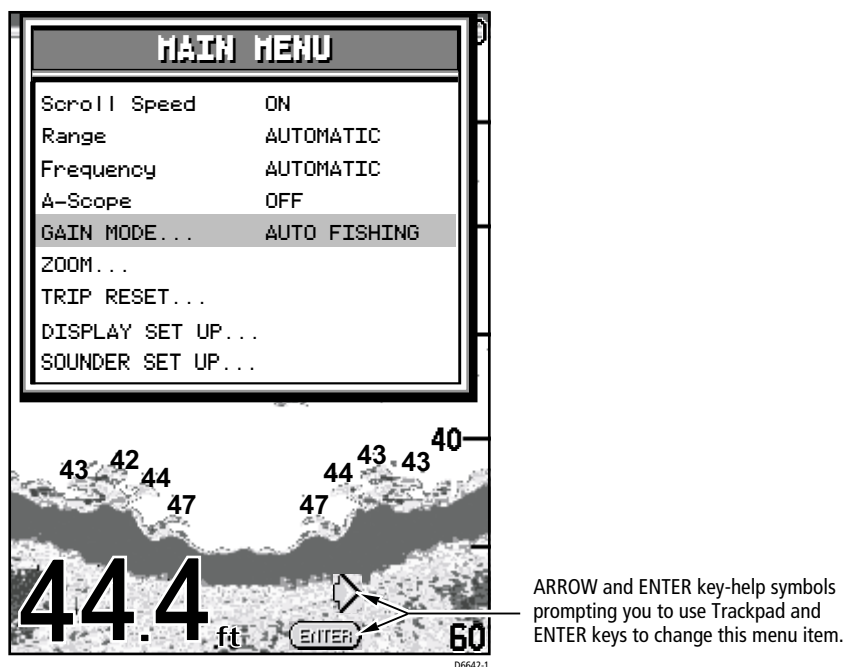 MAIN MENU
Scroll Speed ON
Range AUTOMATIC
Frequency AUTOMATIC
A-Scope OFF
GAIN MODE... AUTO FISHING
ZOOM...
TRIP RESET...
DISPLAY SET UP...
SOUNDER SET UP...
40
43 42 44 47 47 44 43 43
44.4 ft
ENTER
60
ARROW and ENTER key-help symbols
prompting you to use Trackpad and
ENTER keys to change this menu item.
D6642-1